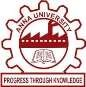 ANNA UNIVERSITY
PROGRESS THROUGH KNOWLEDGE